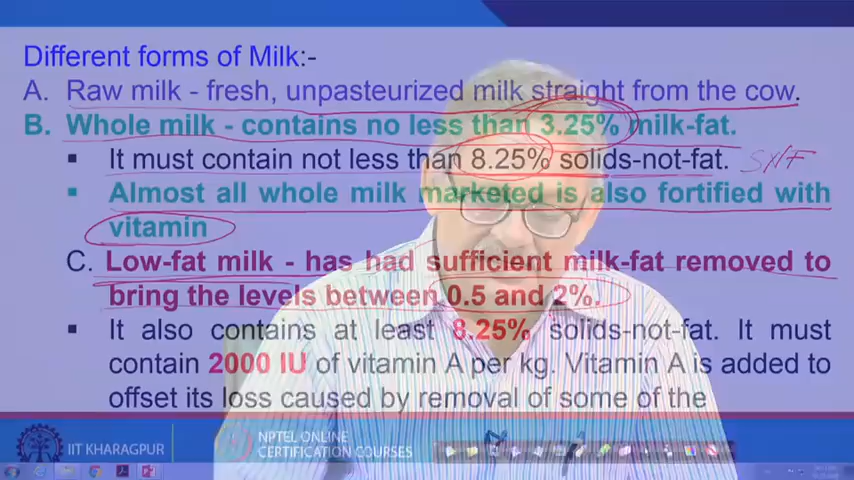 Different forms of Milk:-
A. Raw milk - fresh, unpasteurized milk straight from the cow.
B. Whole milk - contains no less than 3.25% milk-fat.
▪ It must contain not less than 8.25% solids-not-fat. SNF
▪ Almost all whole milk marketed is also fortified with
vitamin
C. Low-fat milk - has had sufficient milk-fat removed to
bring the levels between 0.5 and 2%.
▪ It also contains at least 8.25% solids-not-fat. It must
contain 2000 IU of vitamin A per kg. Vitamin A is added to
offset its loss caused by removal of some of the
IIT KHARAGPUR
NPTEL ONLINE
CERTIFICATION COURSES